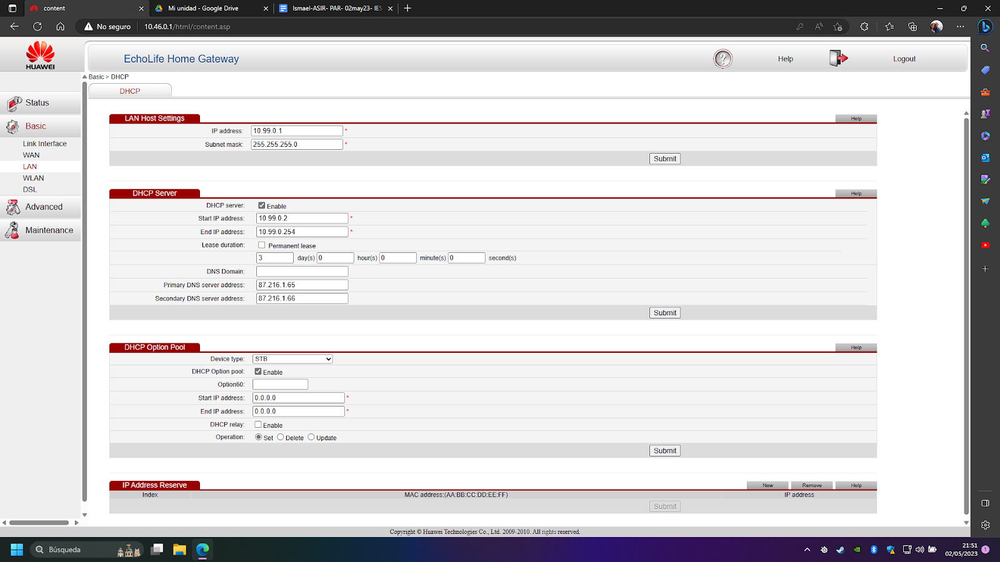 content
Mi unidad - Google Drive
Ismael-ASIR- PAR- 02may23- IES
No seguro
10.46.0.1/html/content.asp
HUAWEI
EchoLife Home Gateway
Help
Logout
Basic > DHCP
DHCP
Status
Basic
Link Interface
WAN
LAN
WLAN
DSL
Advanced
Maintenance
LAN Host Settings
Help
IP address: 10.99.0.1 *
Subnet mask: 255.255.255.0 *
Submit
DHCP Server
Help
DHCP server: Enable
Start IP address: 10.99.0.2 *
End IP address: 10.99.0.254 *
Lease duration: Permanent lease
3 day(s) 0 hour(s) 0 minute(s) 0 second(s)
DNS Domain:
Primary DNS server address: 87.216.1.65
Secondary DNS server address: 87.216.1.66
Submit
DHCP Option Pool
Help
Device type: STB
DHCP Option pool: Enable
Option60:
Start IP address: 0.0.0.0 *
End IP address: 0.0.0.0 *
DHCP relay: Enable
Operation: Set Delete Update
Submit
IP Address Reserve
New Remove Help
Index MAC address:(AA:BB:CC:DD:EE:FF) IP address
Submit
Copyright © Huawei Technologies Co., Ltd. 2009-2010. All rights reserved.
Búsqueda
21:51
02/05/2023
1